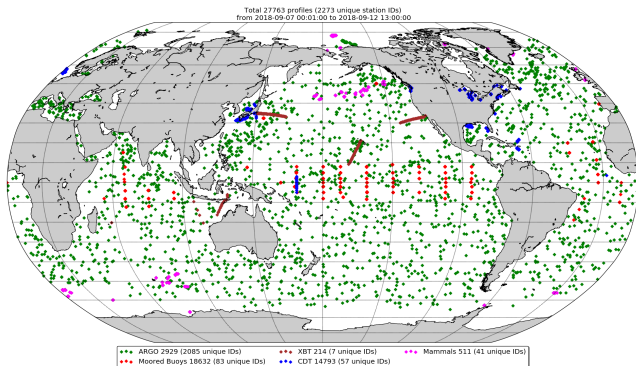 Total 27763 profiles (2273 unique station IDs)
from 2018-09-07 00:01:00 to 2018-09-12 13:00:00
ARGO 2929 (2085 unique IDs) XBT 214 (7 unique IDs) Mammals 511 (41 unique IDs)
Moored Buoys 18632 (83 unique IDs) CDT 14793 (57 unique IDs)